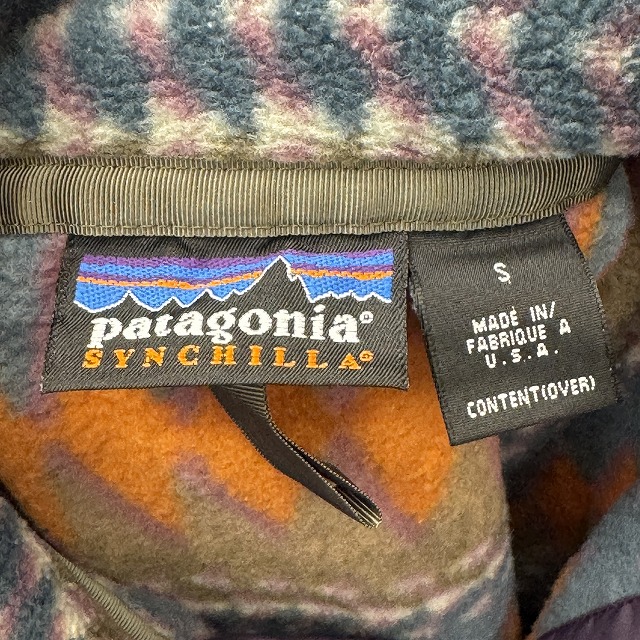 patagonia®
SYNCHILLA®
S
MADE IN/
FABRIQUE A
U.S.A.
CONTENT(OVER)